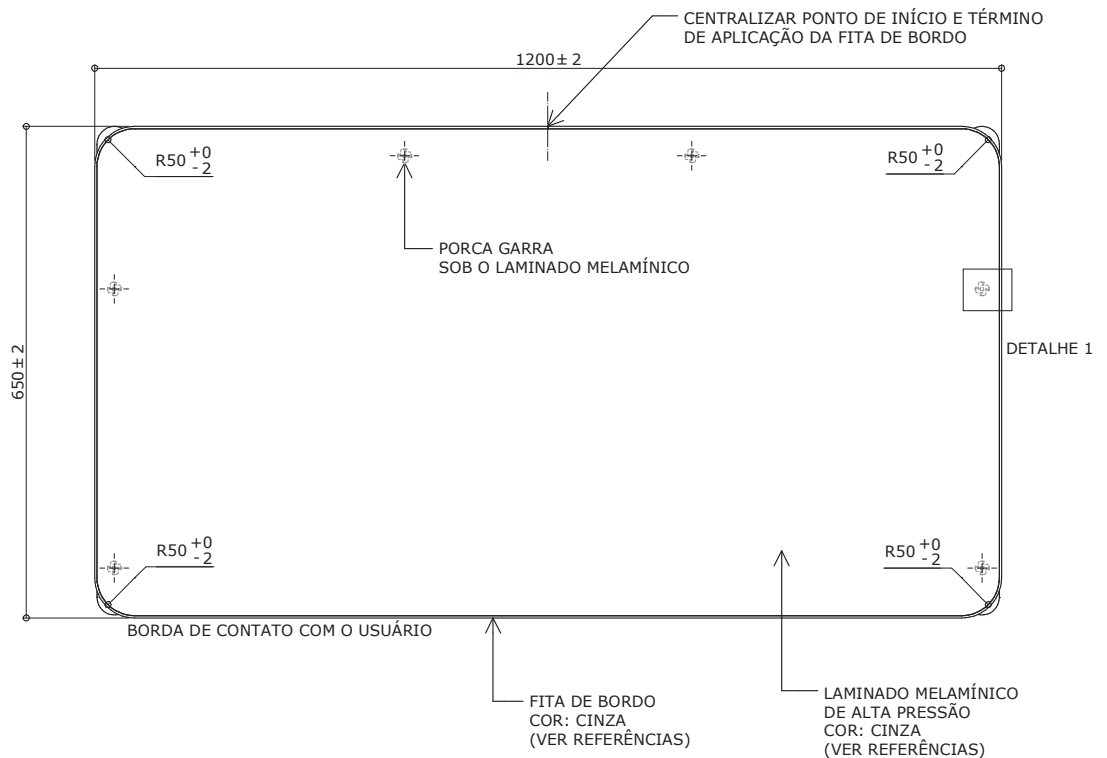 CENTRALIZAR PONTO DE INÍCIO E TÉRMINO
DE APLICAÇÃO DA FITA DE BORDO
1200± 2
R50 +0 -2
R50 +0 -2
PORCA GARRA
SOB O LAMINADO MELAMÍNICO
650± 2
DETALHE 1
R50 +0 -2
R50 +0 -2
BORDA DE CONTATO COM O USUÁRIO
FITA DE BORDO
COR: CINZA
(VER REFERÊNCIAS)
LAMINADO MELAMÍNICO
DE ALTA PRESSÃO
COR: CINZA
(VER REFERÊNCIAS)